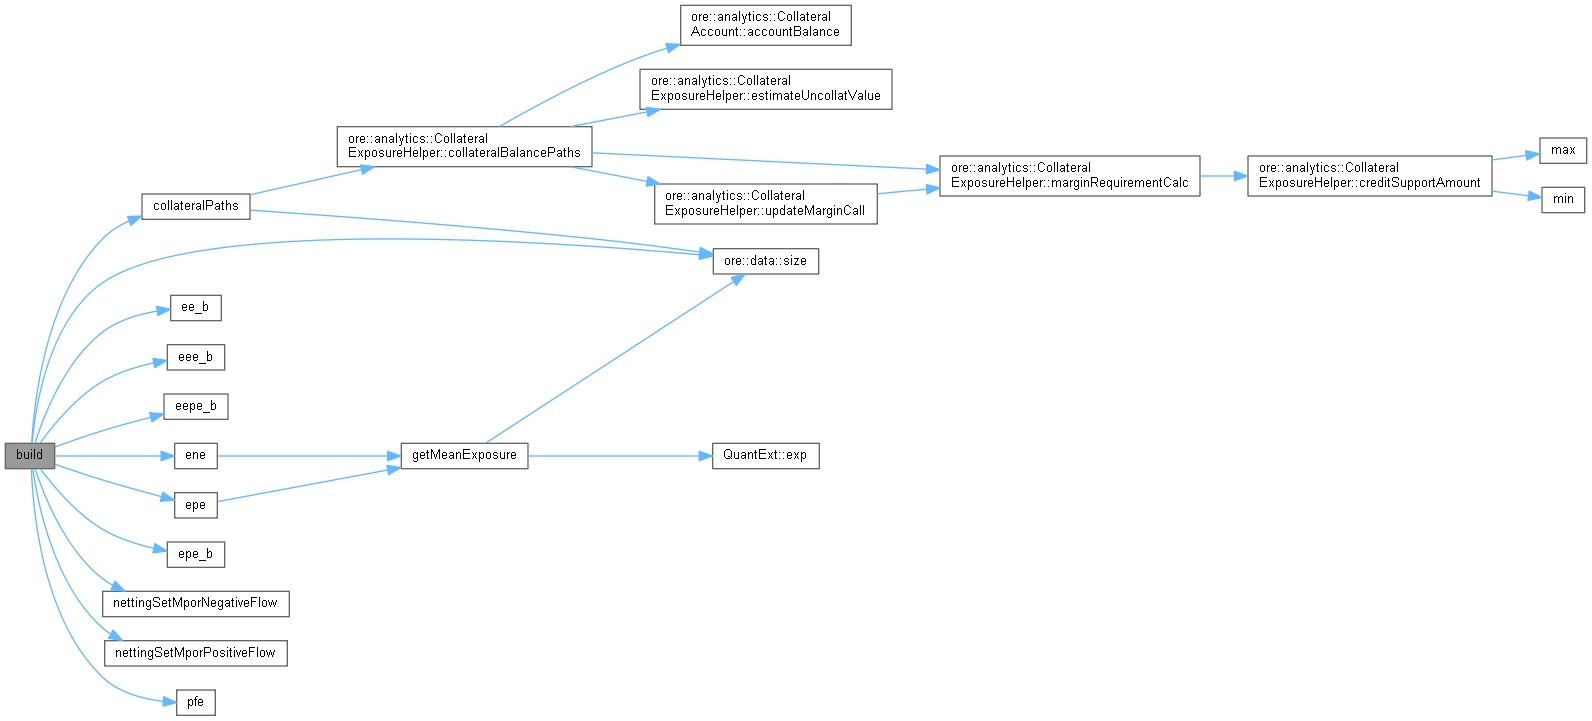 ore::analytics::Collateral
Account::accountBalance
ore::analytics::Collateral
ExposureHelper::estimateUncollatValue
ore::analytics::Collateral
ExposureHelper::collateralBalancePaths
max
ore::analytics::Collateral
ExposureHelper::marginRequirementCalc
ore::analytics::Collateral
ExposureHelper::creditSupportAmount
min
collateralPaths
ore::analytics::Collateral
ExposureHelper::updateMarginCall
ore::data::size
ee_b
eee_b
eepe_b
build
ene
getMeanExposure
QuantExt::exp
epe
epe_b
nettingSetMporNegativeFlow
nettingSetMporPositiveFlow
pfe